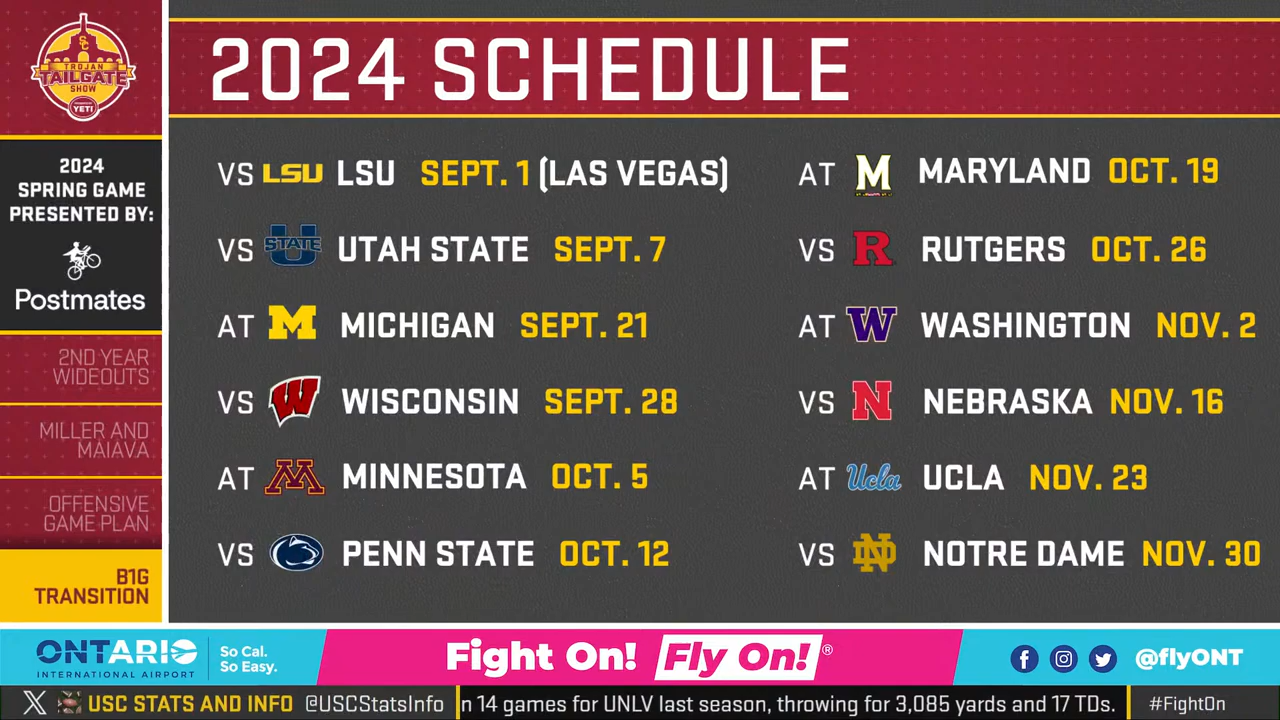 SC
TROJAN
TAILGATE
SHOW
YETI
2024
SPRING GAME
PRESENTED BY:
Postmates
2ND YEAR
WIDEOUTS
MILLER AND
MAIAVA
OFFENSIVE
GAME PLAN
B1G
TRANSITION
2024 SCHEDULE
VS LSU LSU SEPT. 1 (LAS VEGAS)
VS U STATE UTAH STATE SEPT. 7
AT M MICHIGAN SEPT. 21
VS W WISCONSIN SEPT. 28
AT M MINNESOTA OCT. 5
VS PENN STATE OCT. 12
AT M MARYLAND OCT. 19
VS R RUTGERS OCT. 26
AT W WASHINGTON NOV. 2
VS N NEBRASKA NOV. 16
AT Ucla UCLA NOV. 23
VS ND NOTRE DAME NOV. 30
ONTARIO
INTERNATIONAL AIRPORT
So Cal.
So Easy.
Fight On! Fly On!®
@flyONT
X USC STATS AND INFO @USCStatsInfo n 14 games for UNLV last season, throwing for 3,085 yards and 17 TDs. #FightOn